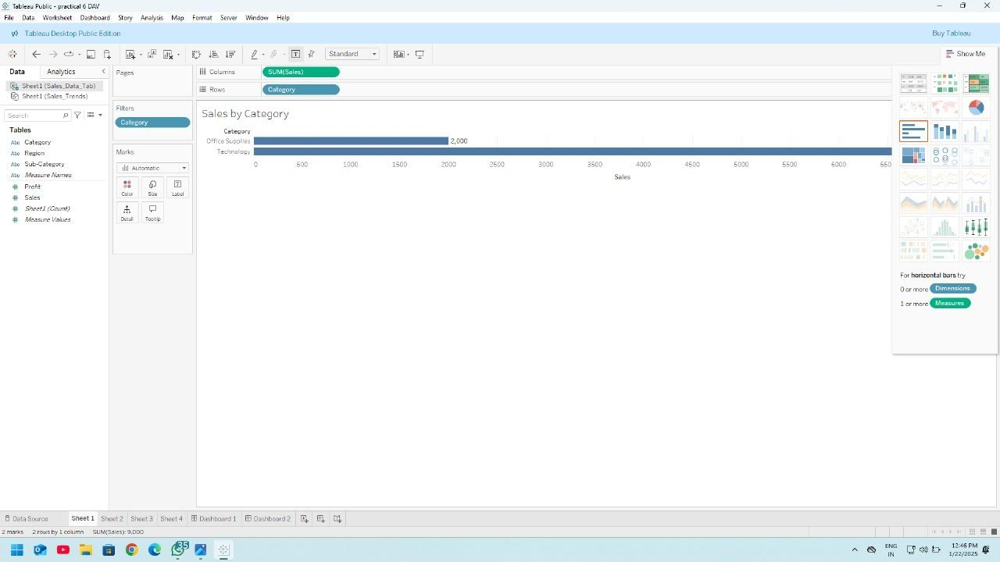 Tableau Public - practical 6 DAV
File Data Worksheet Dashboard Story Analysis Map Format Server Window Help
Tableau Desktop Public Edition Buy Tableau
Standard Show Me
Data Analytics Pages Columns SUM(Sales)
Sheet1 (Sales_Data_Tab) Rows Category
Sheet1 (Sales_Trends)
Filters
Search Category Sales by Category
Tables
Abc Category
Abc Region
Abc Sub-Category
Abc Measure Names
Profit
Sales
Sheet1 (Count)
Measure Values
Marks
Automatic
Color Size Label
Detail Tooltip
Category
Office Supplies 2,000
Technology
0 500 1000 1500 2000 2500 3000 3500 4000 4500 5000 5500 6000 650
Sales
For horizontal bars try
0 or more Dimensions
1 or more Measures
Data Source Sheet 1 Sheet 2 Sheet 3 Sheet 4 Dashboard 1 Dashboard 2
2 marks 2 rows by 1 column SUM(Sales): 9,000
35
ENG
IN
12:46 PM
1/22/2025